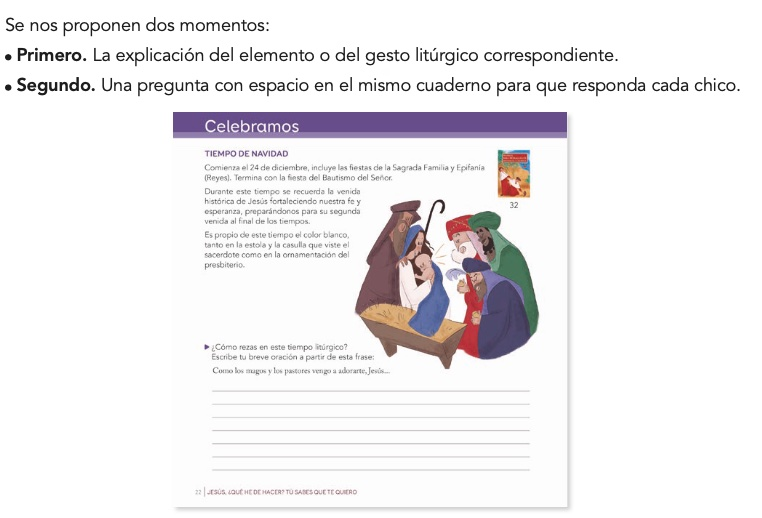 Se nos proponen dos momentos:
• Primero. La explicación del elemento o del gesto litúrgico correspondiente.
• Segundo. Una pregunta con espacio en el mismo cuaderno para que responda cada chico.
Celebramos
TIEMPO DE NAVIDAD
Comienza el 24 de diciembre, incluye las fiestas de la Sagrada Familia y Epifanía
(Reyes). Termina con la fiesta del Bautismo del Señor.
32
Durante este tiempo se recuerda la venida
histórica de Jesús fortaleciendo nuestra fe y
esperanza, preparándonos para su segunda
venida al final de los tiempos.
Es propio de este tiempo el color blanco,
tanto en la estola y la casulla que viste el
sacerdote como en la ornamentación del
presbiterio.
¿Cómo rezas en este tiempo litúrgico?
Escribe tu breve oración a partir de esta frase:
Como los magos y los pastores vengo a adorarte, Jesús...
22 | JESÚS, ¿QUÉ HE DE HACER? TÚ SABES QUE TE QUIERO